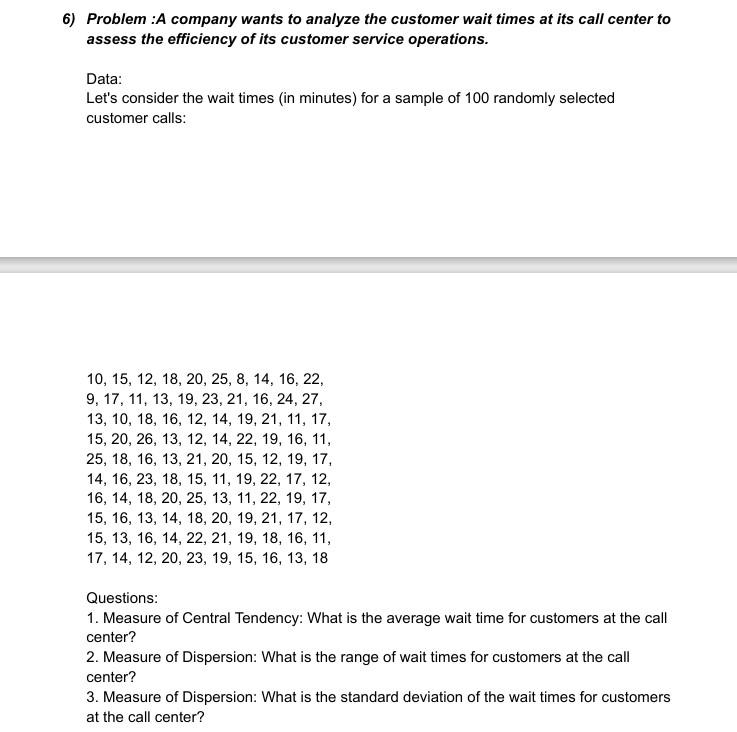 6) Problem :A company wants to analyze the customer wait times at its call center to
assess the efficiency of its customer service operations.
Data:
Let's consider the wait times (in minutes) for a sample of 100 randomly selected
customer calls:
10, 15, 12, 18, 20, 25, 8, 14, 16, 22,
9, 17, 11, 13, 19, 23, 21, 16, 24, 27,
13, 10, 18, 16, 12, 14, 19, 21, 11, 17,
15, 20, 26, 13, 12, 14, 22, 19, 16, 11,
25, 18, 16, 13, 21, 20, 15, 12, 19, 17,
14, 16, 23, 18, 15, 11, 19, 22, 17, 12,
16, 14, 18, 20, 25, 13, 11, 22, 19, 17,
15, 16, 13, 14, 18, 20, 19, 21, 17, 12,
15, 13, 16, 14, 22, 21, 19, 18, 16, 11,
17, 14, 12, 20, 23, 19, 15, 16, 13, 18
Questions:
1. Measure of Central Tendency: What is the average wait time for customers at the call
center?
2. Measure of Dispersion: What is the range of wait times for customers at the call
center?
3. Measure of Dispersion: What is the standard deviation of the wait times for customers
at the call center?